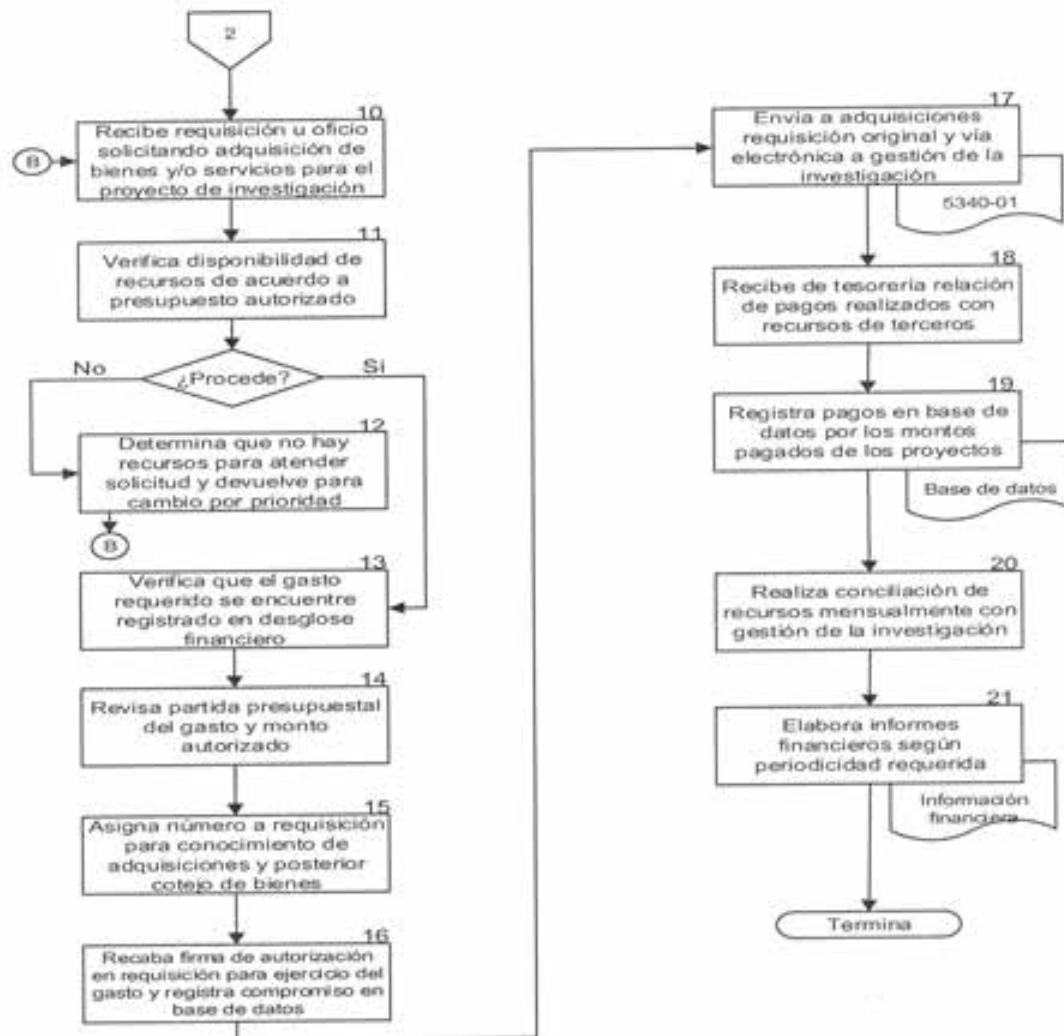 2
10
Recibe requisición u oficio
solicitando adquisición de
bienes y/o servicios para el
proyecto de investigación
B
11
Verifica disponibilidad de
recursos de acuerdo a
presupuesto autorizado
No
¿Procede?
Si
12
Determina que no hay
recursos para atender
solicitud y devuelve para
cambio por prioridad
B
13
Verifica que el gasto
requerido se encuentre
registrado en desglose
financiero
14
Revisa partida presupuestal
del gasto y monto
autorizado
15
Asigna número a requisición
para conocimiento de
adquisiciones y posterior
cotejo de bienes
16
Recaba firma de autorización
en requisición para ejercicio del
gasto y registra compromiso en
base de datos
17
Envía a adquisiciones
requisición original y vía
electrónica a gestión de la
investigación
5340-01
18
Recibe de tesorería relación
de pagos realizados con
recursos de terceros
19
Registra pagos en base de
datos por los montos
pagados de los proyectos
Base de datos
20
Realiza conciliación de
recursos mensualmente con
gestión de la investigación
21
Elabora informes
financieros según
periodicidad requerida
Información
financiera
Termina